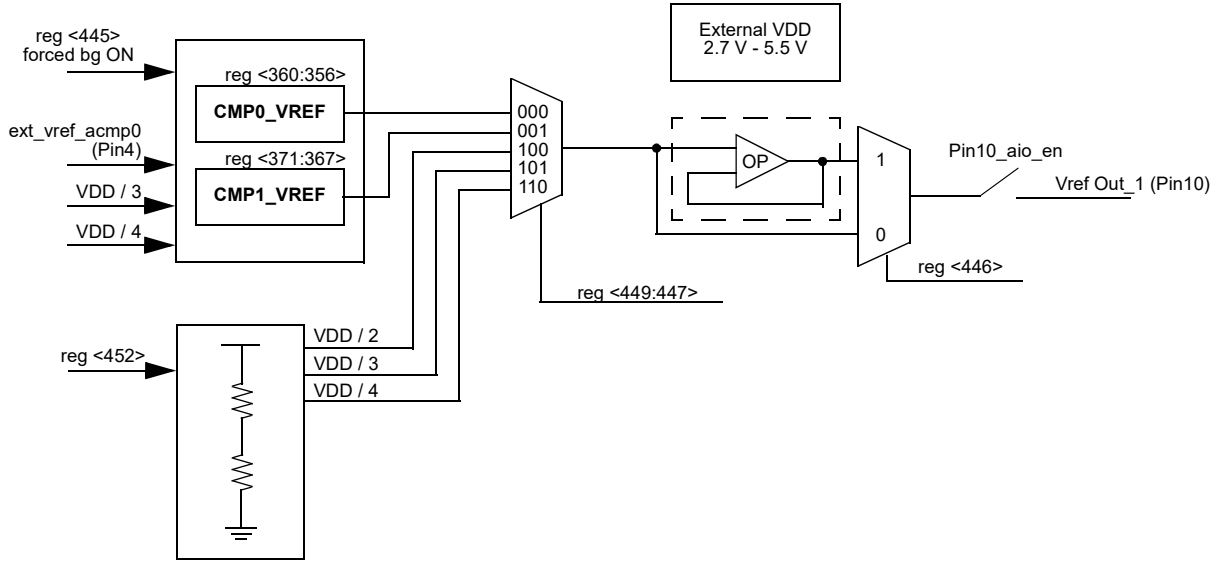 reg <445>
forced bg ON
ext_vref_acmp0
(Pin4)
VDD / 3
VDD / 4
reg <360:356>
CMP0_VREF
reg <371:367>
CMP1_VREF
reg <452>
VDD / 2
VDD / 3
VDD / 4
000
001
100
101
110
reg <449:447>
External VDD
2.7 V - 5.5 V
OP
1
0
reg <446>
Pin10_aio_en
Vref Out_1 (Pin10)